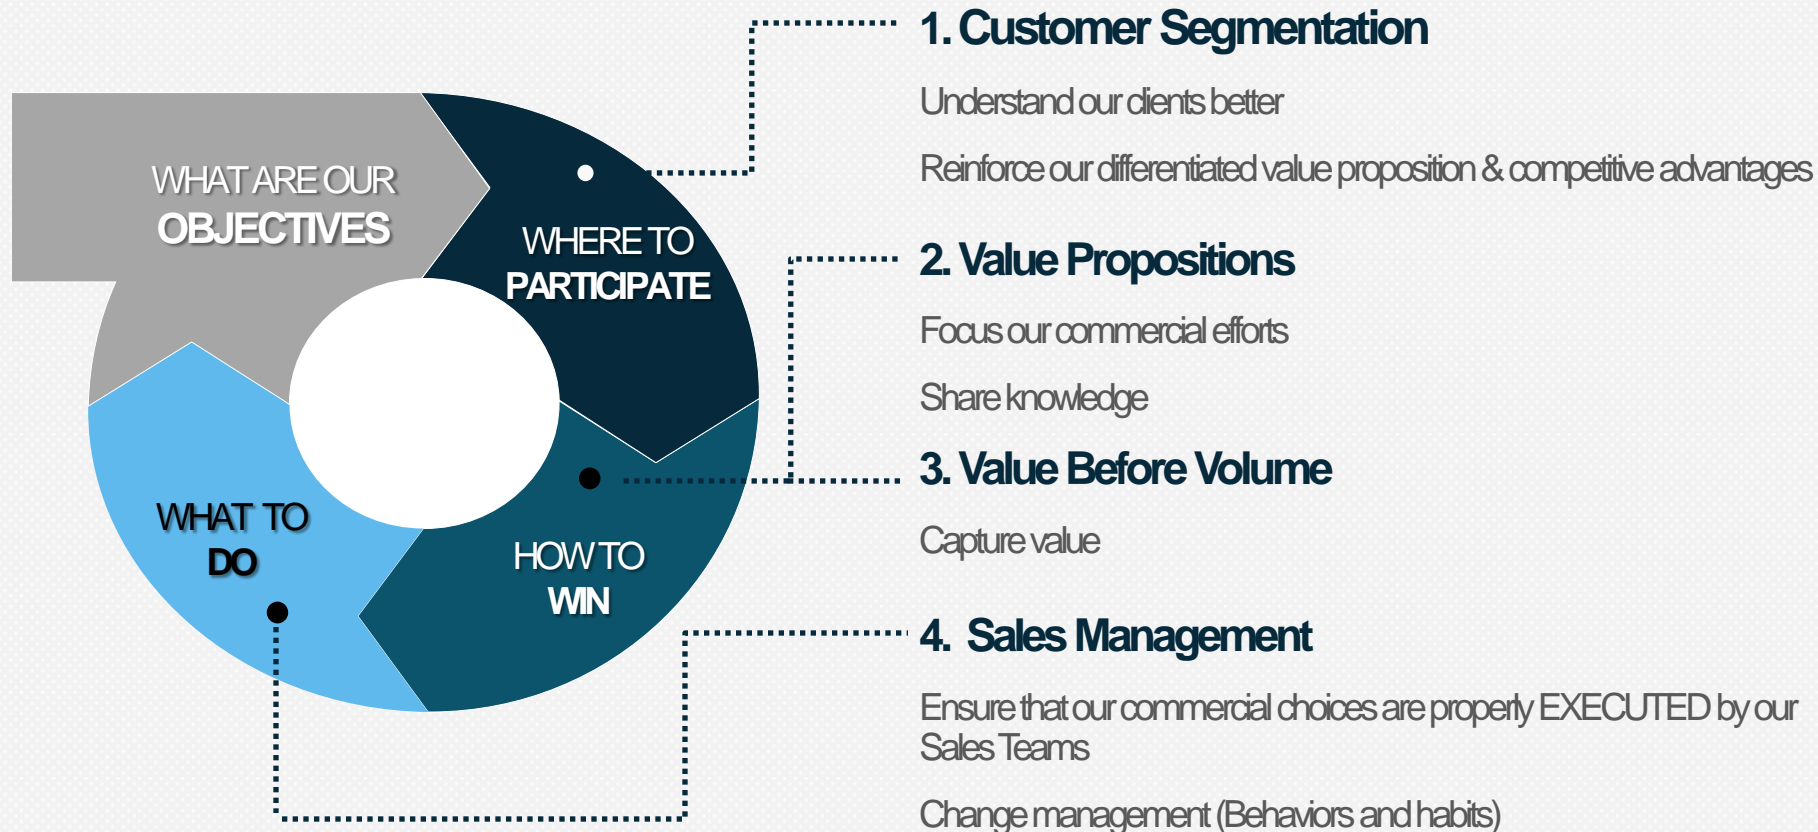 WHAT ARE OUR
OBJECTIVES
WHERE TO
PARTICIPATE
HOW TO
WIN
WHAT TO
DO
1. Customer Segmentation
Understand our clients better
Reinforce our differentiated value proposition & competitive advantages
2. Value Propositions
Focus our commercial efforts
Share knowledge
3. Value Before Volume
Capture value
4. Sales Management
Ensure that our commercial choices are properly EXECUTED by our
Sales Teams
Change management (Behaviors and habits)